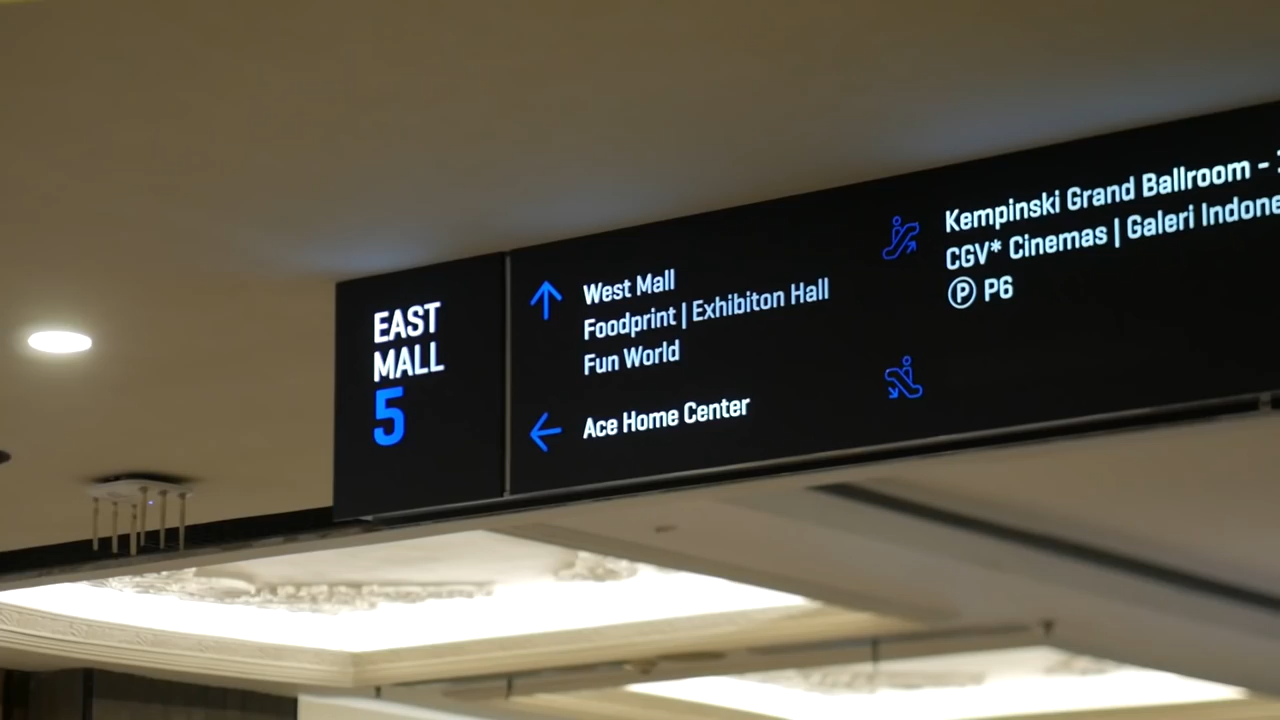 EAST
MALL
5
West Mall
Foodprint | Exhibiton Hall
Fun World
Ace Home Center
Kempinski Grand Ballroom -
CGV* Cinemas | Galeri Indone
P P6